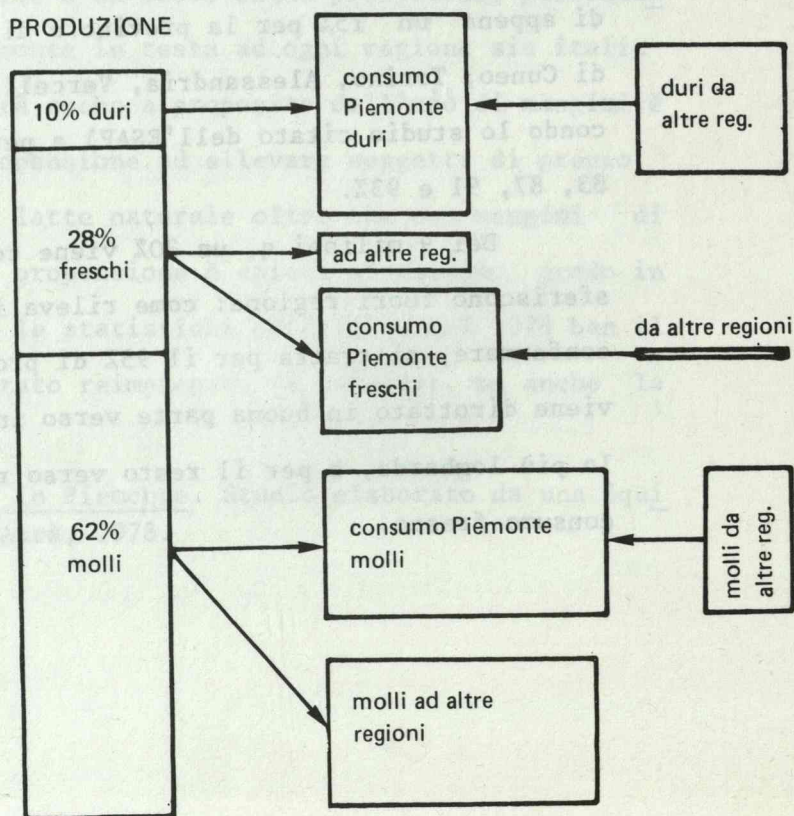 PRODUZIONE
10% duri
28%
freschi
62%
molli
consumo
Piemonte
duri
duri da
altre reg.
ad altre reg.
consumo
Piemonte
freschi
da altre regioni
consumo Piemonte
molli
molli da
altre reg.
molli ad altre
regioni